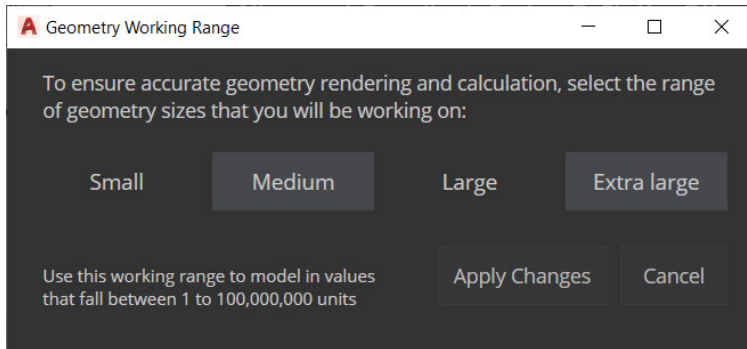 Geometry Working Range
To ensure accurate geometry rendering and calculation, select the range
of geometry sizes that you will be working on:
Small Medium Large Extra large
Use this working range to model in values
that fall between 1 to 100,000,000 units
Apply Changes Cancel